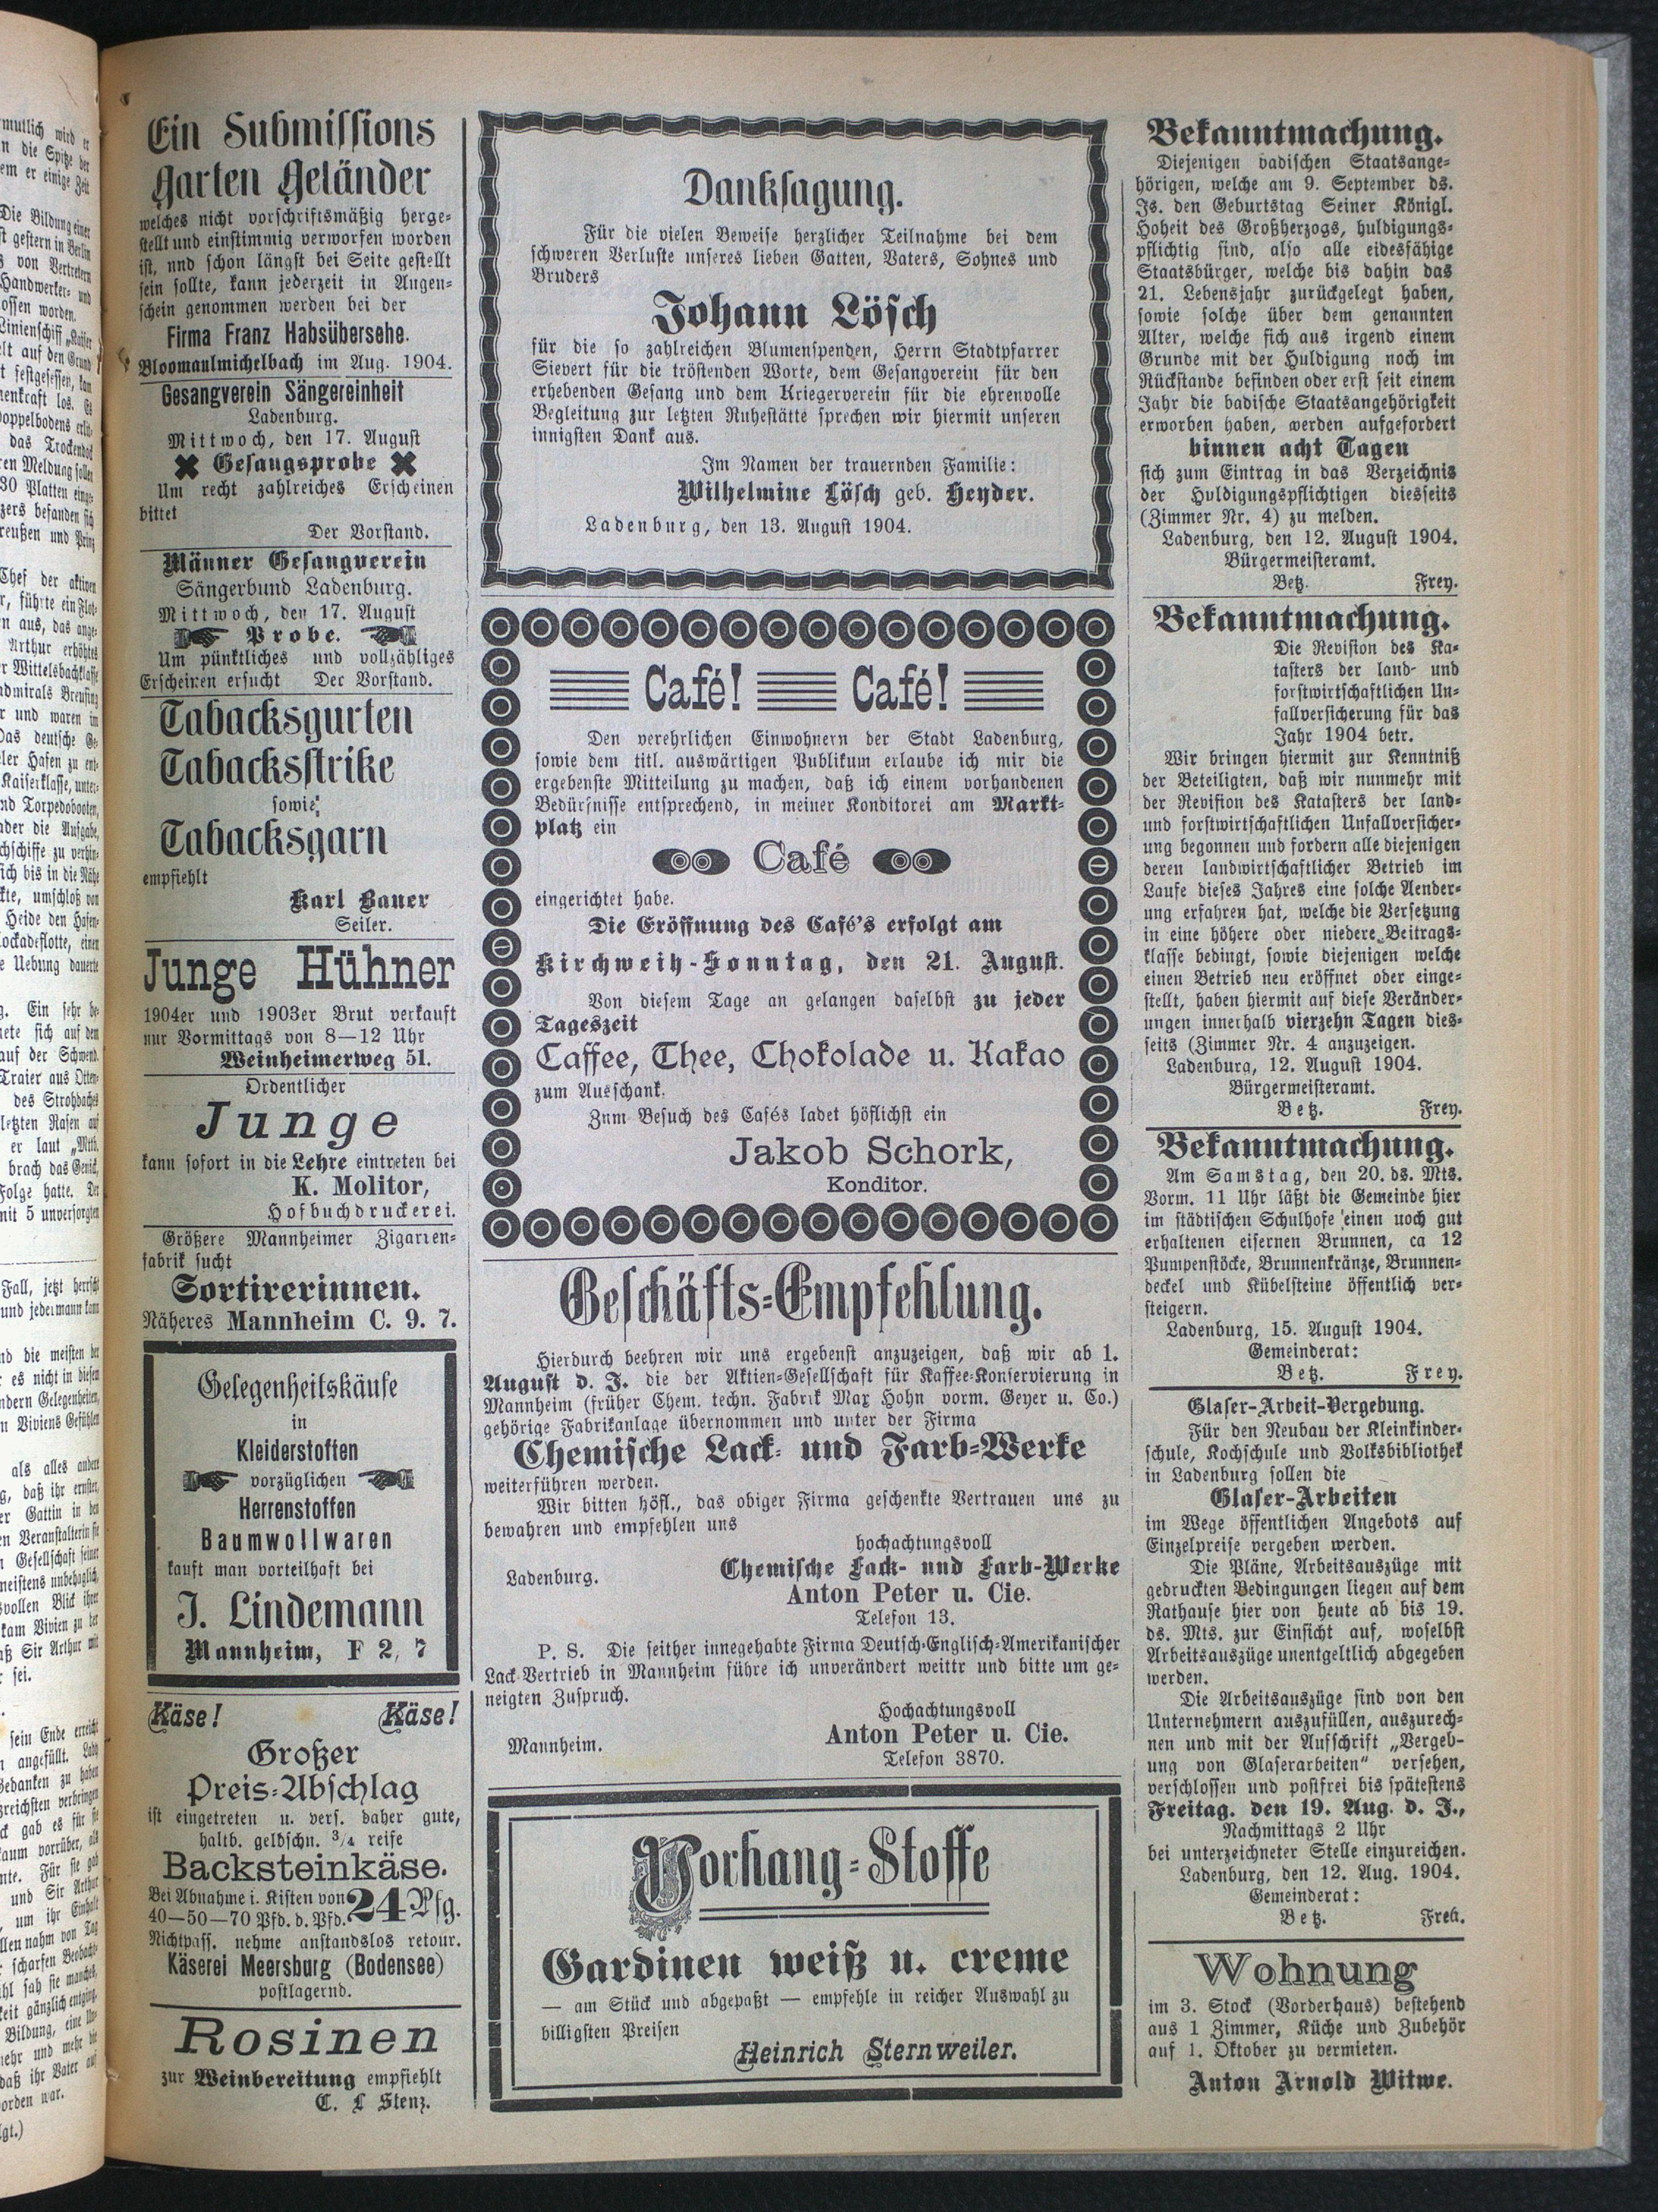 Ein Submissions
Garten Geländer
welches nicht vorschriftsmäßig herge-
stellt und einstimmig verworfen worden
ist, und schon längst bei Seite gestellt
sein sollte, kann jederzeit in Augen-
schein genommen werden bei der
Firma Franz Habsübersehe.
Bloomaulmichelbach im Aug. 1904.
Gesangverein Sängereinheit
Ladenburg.
Mittwoch, den 17. August
Gesangsprobe
Um recht zahlreiches Erscheinen
bittet
Der Vorstand.
Männer Gesangverein
Sängerbund Ladenburg.
Mittwoch, den 17. August
Probe.
Um pünktliches und vollzähliges
Erscheinen ersucht Der Vorstand.
Tabacksgurten
Tabacksstrike
sowie
Tabacksgarn
empfiehlt
Karl Bauer
Seiler.
Junge Hühner
1904er und 1903er Brut verkauft
nur Vormittags von 8—12 Uhr
Weinheimerweg 51.
Ordentlicher
Junge
kann sofort in die Lehre eintreten bei
K. Molitor,
Hofbuchdruckerei.
Größere Mannheimer Zigarren-
fabrik sucht
Sortirerinnen.
Näheres Mannheim C. 9. 7.
Gelegenheitskäufe
in
Kleiderstoffen
vorzüglichen
Herrenstoffen
Baumwollwaren
kauft man vorteilhaft bei
J. Lindemann
Mannheim, F 2, 7
Käse! Käse!
Großer
Preis-Abschlag
ist eingetreten u. vers. daher gute,
haltb. geldschn. 3/4 reife
Backsteinkäse.
Bei Abnahme i. Kisten von
40—50—70 Pfd. d. Pfd. 24 Pfg.
Nichtpass. nehme anstandslos retour.
Käserei Meersburg (Bodensee)
postlagernd.
Rosinen
zur Weinbereitung empfiehlt
C. L Stenz.
Danksagung.
Für die vielen Beweise herzlicher Teilnahme bei dem
schweren Verluste unseres lieben Gatten, Vaters, Sohnes und
Bruders
Johann Lösch
für die so zahlreichen Blumenspenden, Herrn Stadtpfarrer
Sievert für die tröstenden Worte, dem Gesangverein für den
erhebenden Gesang und dem Kriegerverein für die ehrenvolle
Begleitung zur letzten Ruhestätte sprechen wir hiermit unseren
innigsten Dank aus.
Im Namen der trauernden Familie:
Wilhelmine Lösch geb. Heyder.
Ladenburg, den 13. August 1904.
Café! Café!
Den verehrlichen Einwohnern der Stadt Ladenburg,
sowie dem titl. auswärtigen Publikum erlaube ich mir die
ergebenste Mitteilung zu machen, daß ich einem vorhandenen
Bedürfnisse entsprechend, in meiner Konditorei am Markt-
platz ein
Café
eingerichtet habe.
Die Eröffnung des Café's erfolgt am
Kirchweih-Sonntag, den 21. August.
Von diesem Tage an gelangen daselbst zu jeder
Tageszeit
Caffee, Thee, Chokolade u. Kakao
zum Ausschank.
Zum Besuch des Cafés ladet höflichst ein
Jakob Schork,
Konditor.
Geschäfts-Empfehlung.
Hierdurch beehren wir uns ergebenst anzuzeigen, daß wir ab 1.
August d. J. die der Aktien-Gesellschaft für Kaffee-Konservierung in
Mannheim (früher Chem. techn. Fabrik Max Hohn vorm. Geyer u. Co.)
gehörige Fabrikanlage übernommen und unter der Firma
Chemische Lack- und Farb-Werke
weiterführen werden.
Wir bitten höfl., das obiger Firma geschenkte Vertrauen uns zu
bewahren und empfehlen uns
hochachtungsvoll
Chemische Lack- und Farb-Werke
Ladenburg.
Anton Peter u. Cie.
Telefon 13.
P. S. Die seither innegehabte Firma Deutsch-Englisch-Amerikanischer
Lack-Vertrieb in Mannheim führe ich unverändert weittr und bitte um ge-
neigten Zuspruch.
Hochachtungsvoll
Anton Peter u. Cie.
Mannheim.
Telefon 3870.
Vorhang-Stoffe
Gardinen weiß u. creme
— am Stück und abgepaßt — empfehle in reicher Auswahl zu
billigsten Preisen
Heinrich Sternweiler.
Bekanntmachung.
Diejenigen badischen Staatsange-
hörigen, welche am 9. September ds.
Js. den Geburtstag Seiner Königl.
Hoheit des Großherzogs, huldigungs-
pflichtig sind, also alle eidesfähige
Staatsbürger, welche bis dahin das
21. Lebensjahr zurückgelegt haben,
sowie solche über dem genannten
Alter, welche sich aus irgend einem
Grunde mit der Huldigung noch im
Rückstande befinden oder erst seit einem
Jahr die badische Staatsangehörigkeit
erworben haben, werden aufgefordert
binnen acht Tagen
sich zum Eintrag in das Verzeichnis
der Huldigungspflichtigen diesseits
(Zimmer Nr. 4) zu melden.
Ladenburg, den 12. August 1904.
Bürgermeisteramt.
Betz. Frey.
Bekanntmachung.
Die Revision des Ka-
tasters der land- und
forstwirtschaftlichen Un-
fallversicherung für das
Jahr 1904 betr.
Wir bringen hiermit zur Kenntniß
der Beteiligten, daß wir nunmehr mit
der Revision des Katasters der land-
und forstwirtschaftlichen Unfallversicher-
ung begonnen und fordern alle diejenigen
deren landwirtschaftlicher Betrieb im
Laufe dieses Jahres eine solche Aender-
ung erfahren hat, welche die Versetzung
in eine höhere oder niedere Beitrags-
klasse bedingt, sowie diejenigen welche
einen Betrieb neu eröffnet oder einge-
stellt, haben hiermit auf diese Veränder-
ungen innerhalb vierzehn Tagen dies-
seits (Zimmer Nr. 4 anzuzeigen.
Ladenburg, 12. August 1904.
Bürgermeisteramt.
Betz. Frey.
Bekanntmachung.
Am Samstag, den 20. ds. Mts.
Vorm. 11 Uhr läßt die Gemeinde hier
im städtischen Schulhofe einen noch gut
erhaltenen eisernen Brunnen, ca 12
Pumpenstöcke, Brunnenkränze, Brunnen-
deckel und Kübelsteine öffentlich ver-
steigern.
Ladenburg, 15. August 1904.
Gemeinderat:
Betz. Frey.
Glaser-Arbeit-Vergebung.
Für den Neubau der Kleinkinder-
schule, Kochschule und Volksbibliothek
in Ladenburg sollen die
Glaser-Arbeiten
im Wege öffentlichen Angebots auf
Einzelpreise vergeben werden.
Die Pläne, Arbeitsauszüge mit
gedruckten Bedingungen liegen auf dem
Rathause hier von heute ab bis 19.
ds. Mts. zur Einsicht auf, woselbst
Arbeitsauszüge unentgeltlich abgegeben
werden.
Die Arbeitsauszüge sind von den
Unternehmern auszufüllen, auszurech-
nen und mit der Aufschrift „Vergeb-
ung von Glaserarbeiten“ versehen,
verschlossen und postfrei bis spätestens
Freitag. den 19. Aug. d. J.,
Nachmittags 2 Uhr
bei unterzeichneter Stelle einzureichen.
Ladenburg, den 12. Aug. 1904.
Gemeinderat:
Betz.
Wohnung
im 3. Stock (Vorderhaus) bestehend
aus 1 Zimmer, Küche und Zubehör
auf 1. Oktober zu vermieten.
Anton Arnold Witwe.